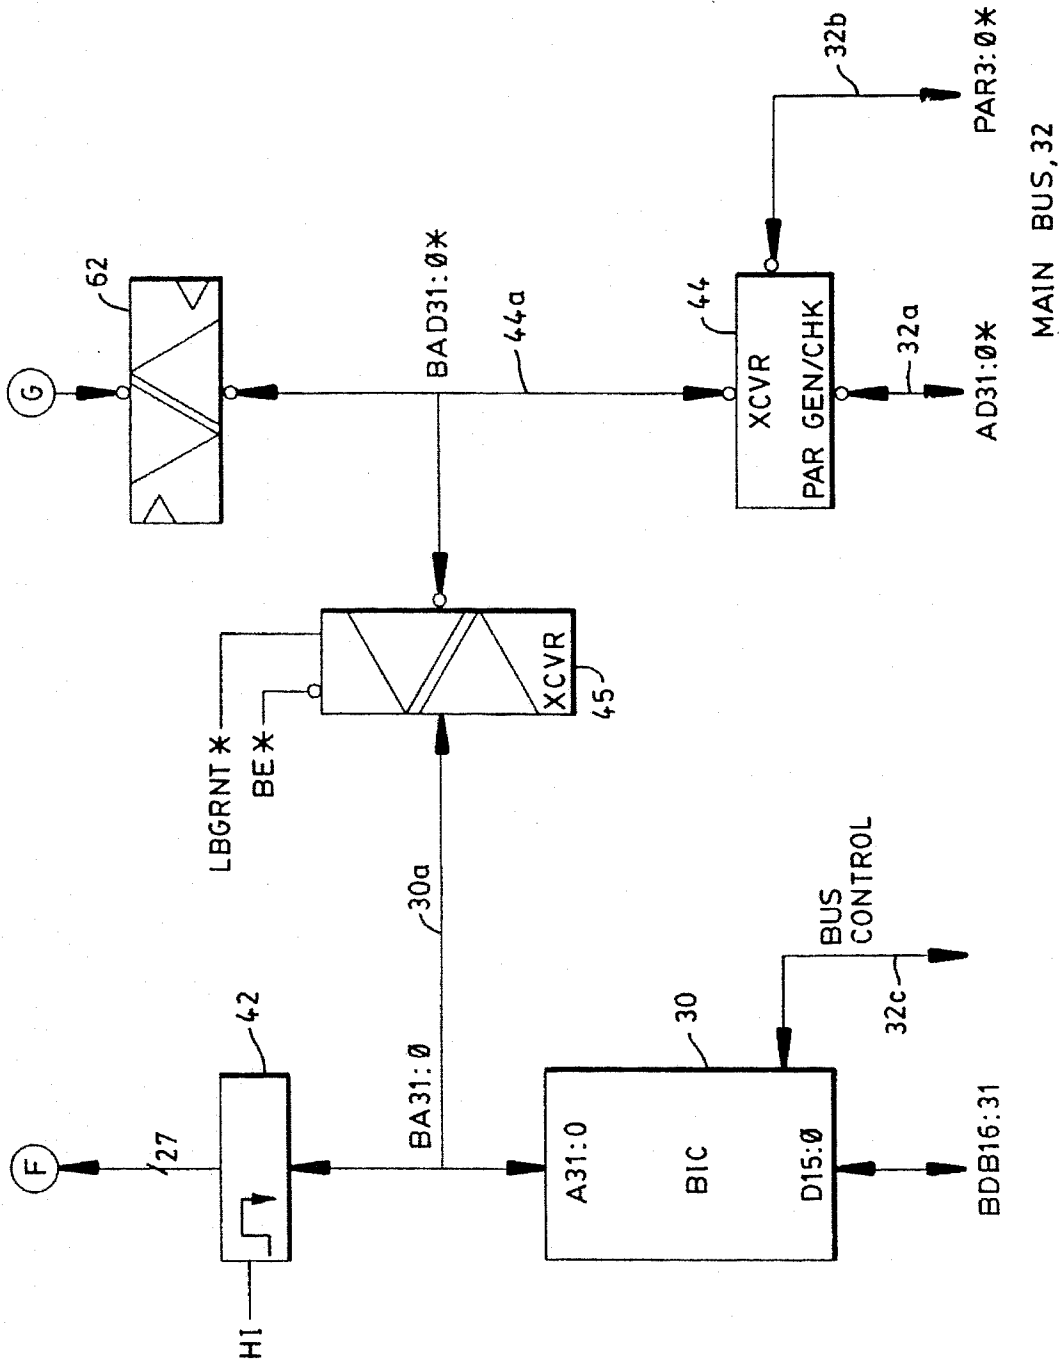 F
G
27
42
62
HI
LBGRNT*
BE*
BA31:0
30a
BAD31:0*
44a
XCVR
45
A31:0
BIC
D15:0
30
BUS
CONTROL
32c
XCVR
PAR GEN/CHK
44
32a
32b
BDB16:31
AD31:0*
PAR3:0*
MAIN BUS,32